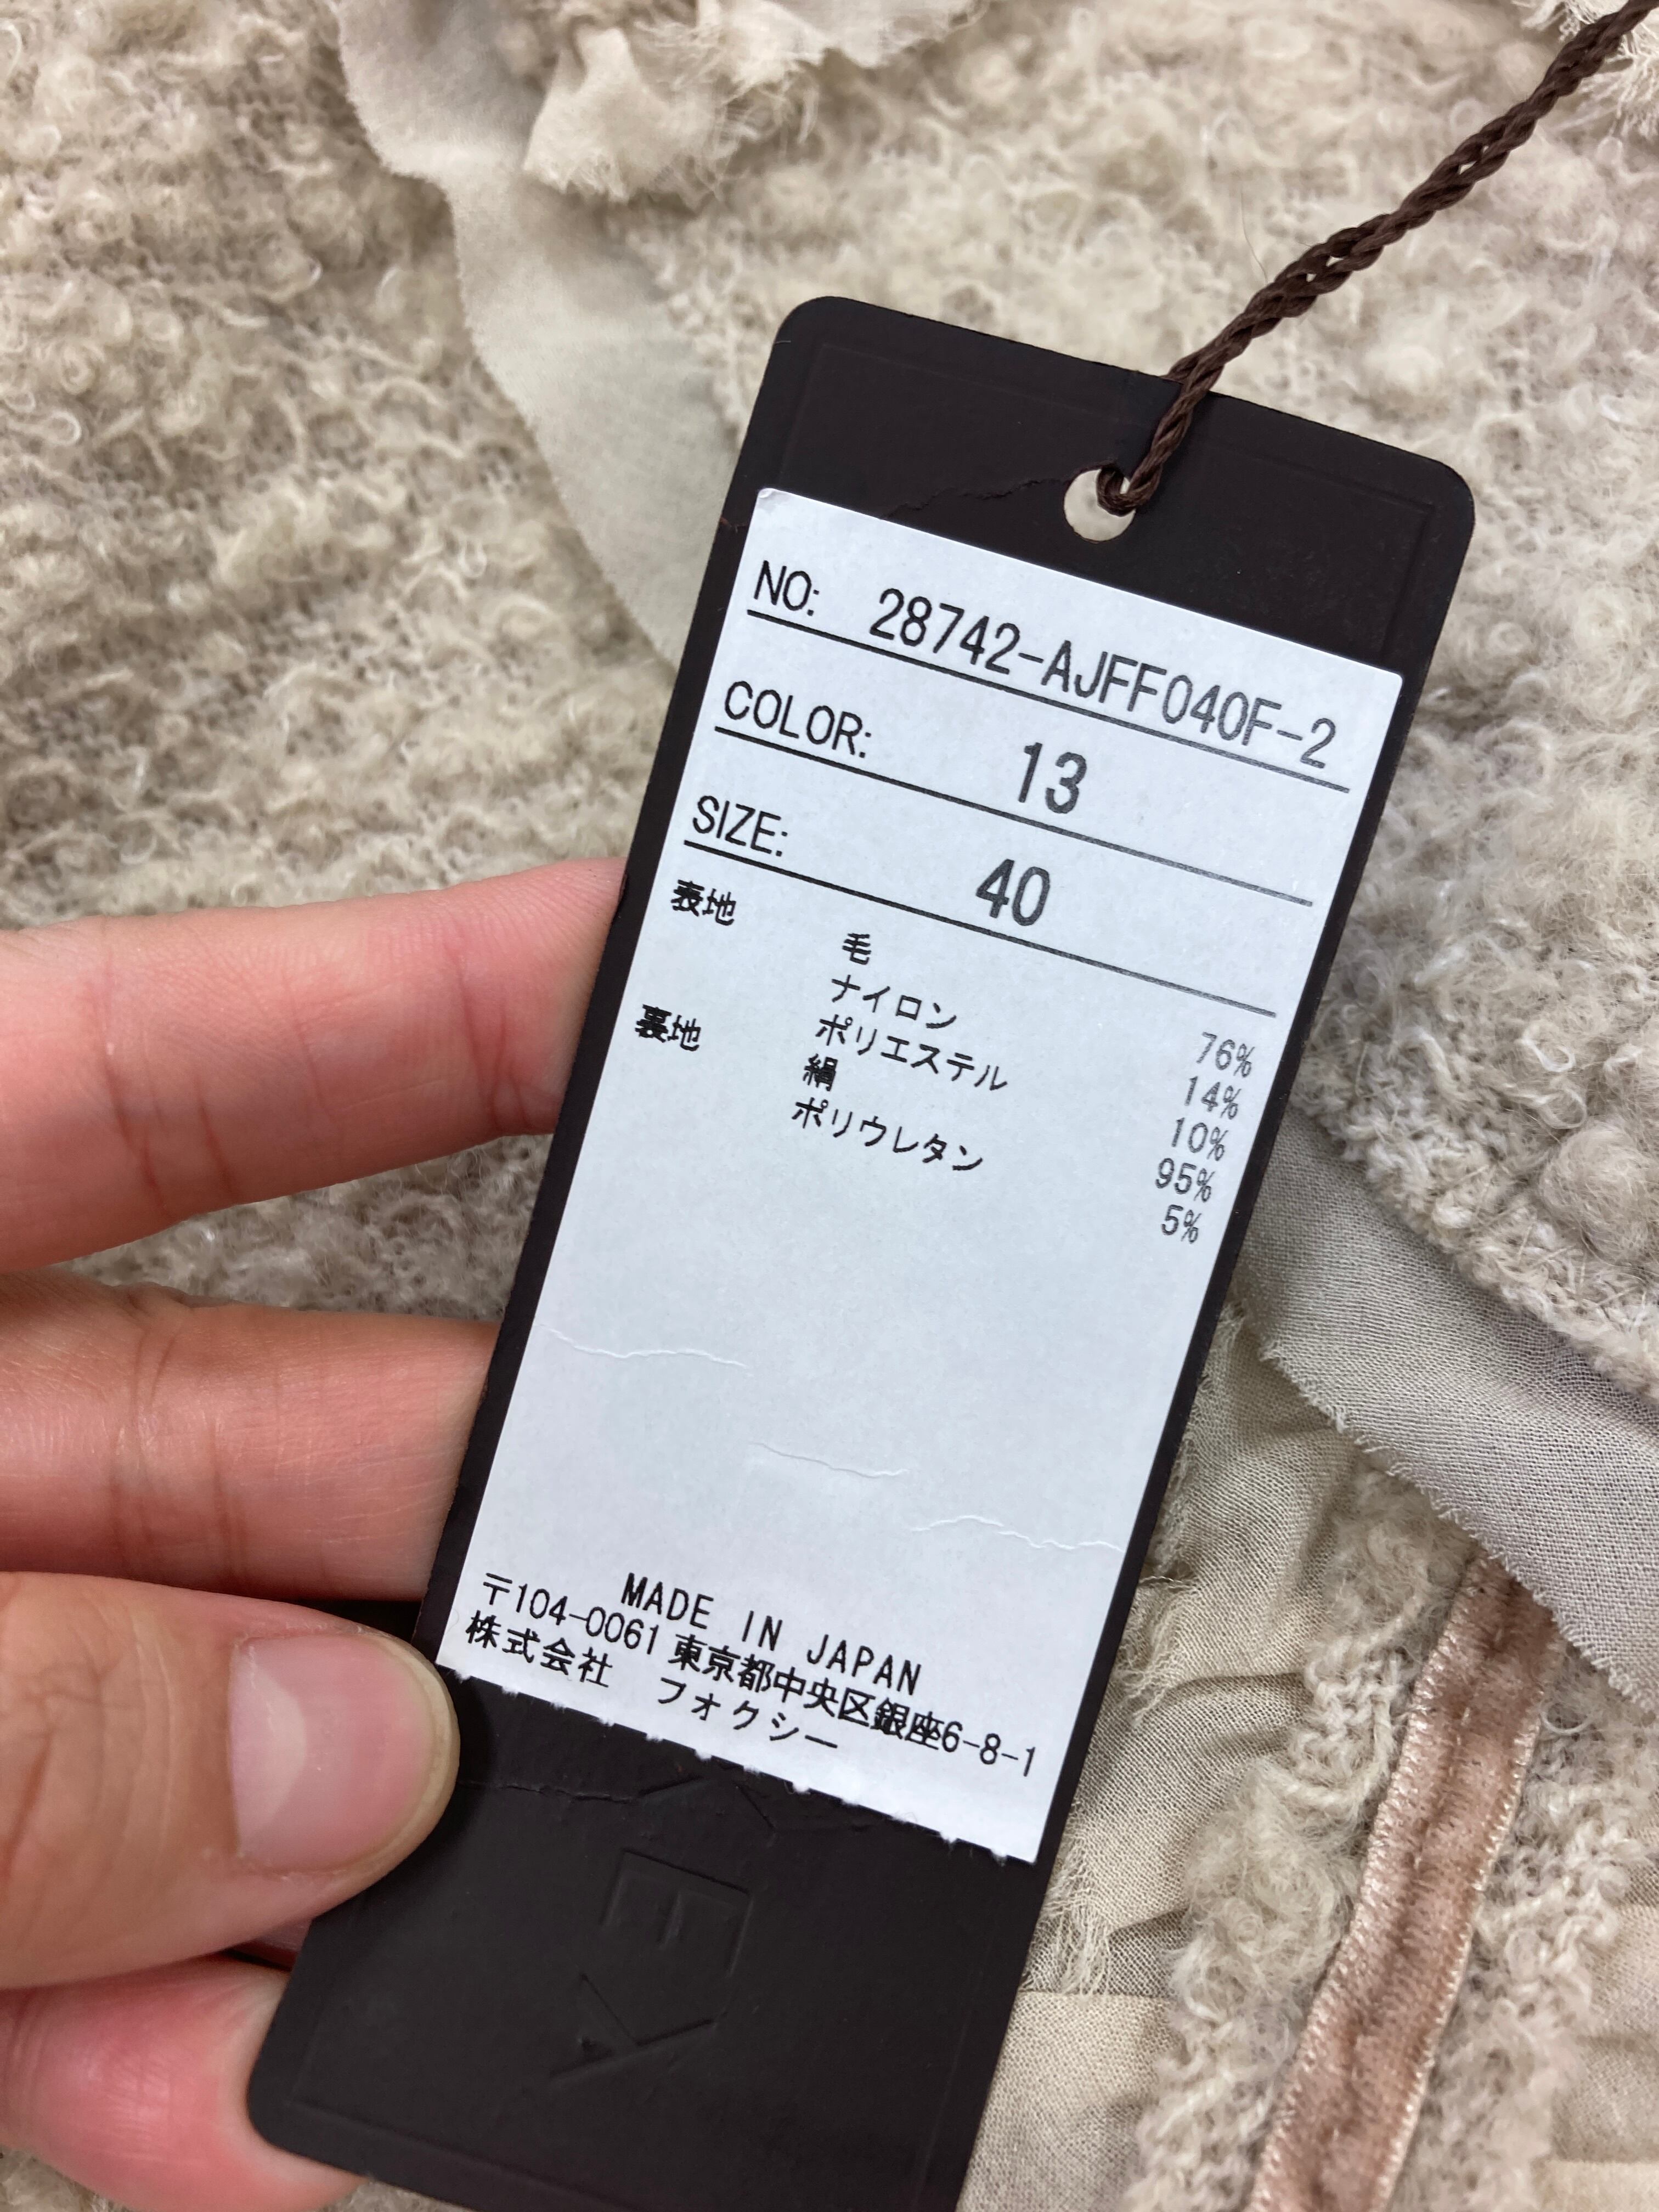 NO: 28742-AJFF040F-2
COLOR: 13
SIZE: 40
表地 毛 76%
ナイロン 14%
ポリエステル 10%
裏地 絹 95%
ポリウレタン 5%
MADE IN JAPAN
〒104-0061 東京都中央区銀座6-8-1
株式会社 フォクシー